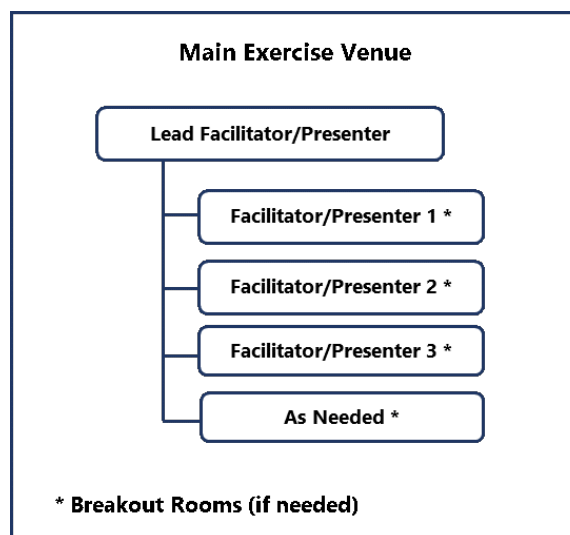 Main Exercise Venue
Lead Facilitator/Presenter
Facilitator/Presenter 1 *
Facilitator/Presenter 2 *
Facilitator/Presenter 3 *
As Needed *
* Breakout Rooms (if needed)